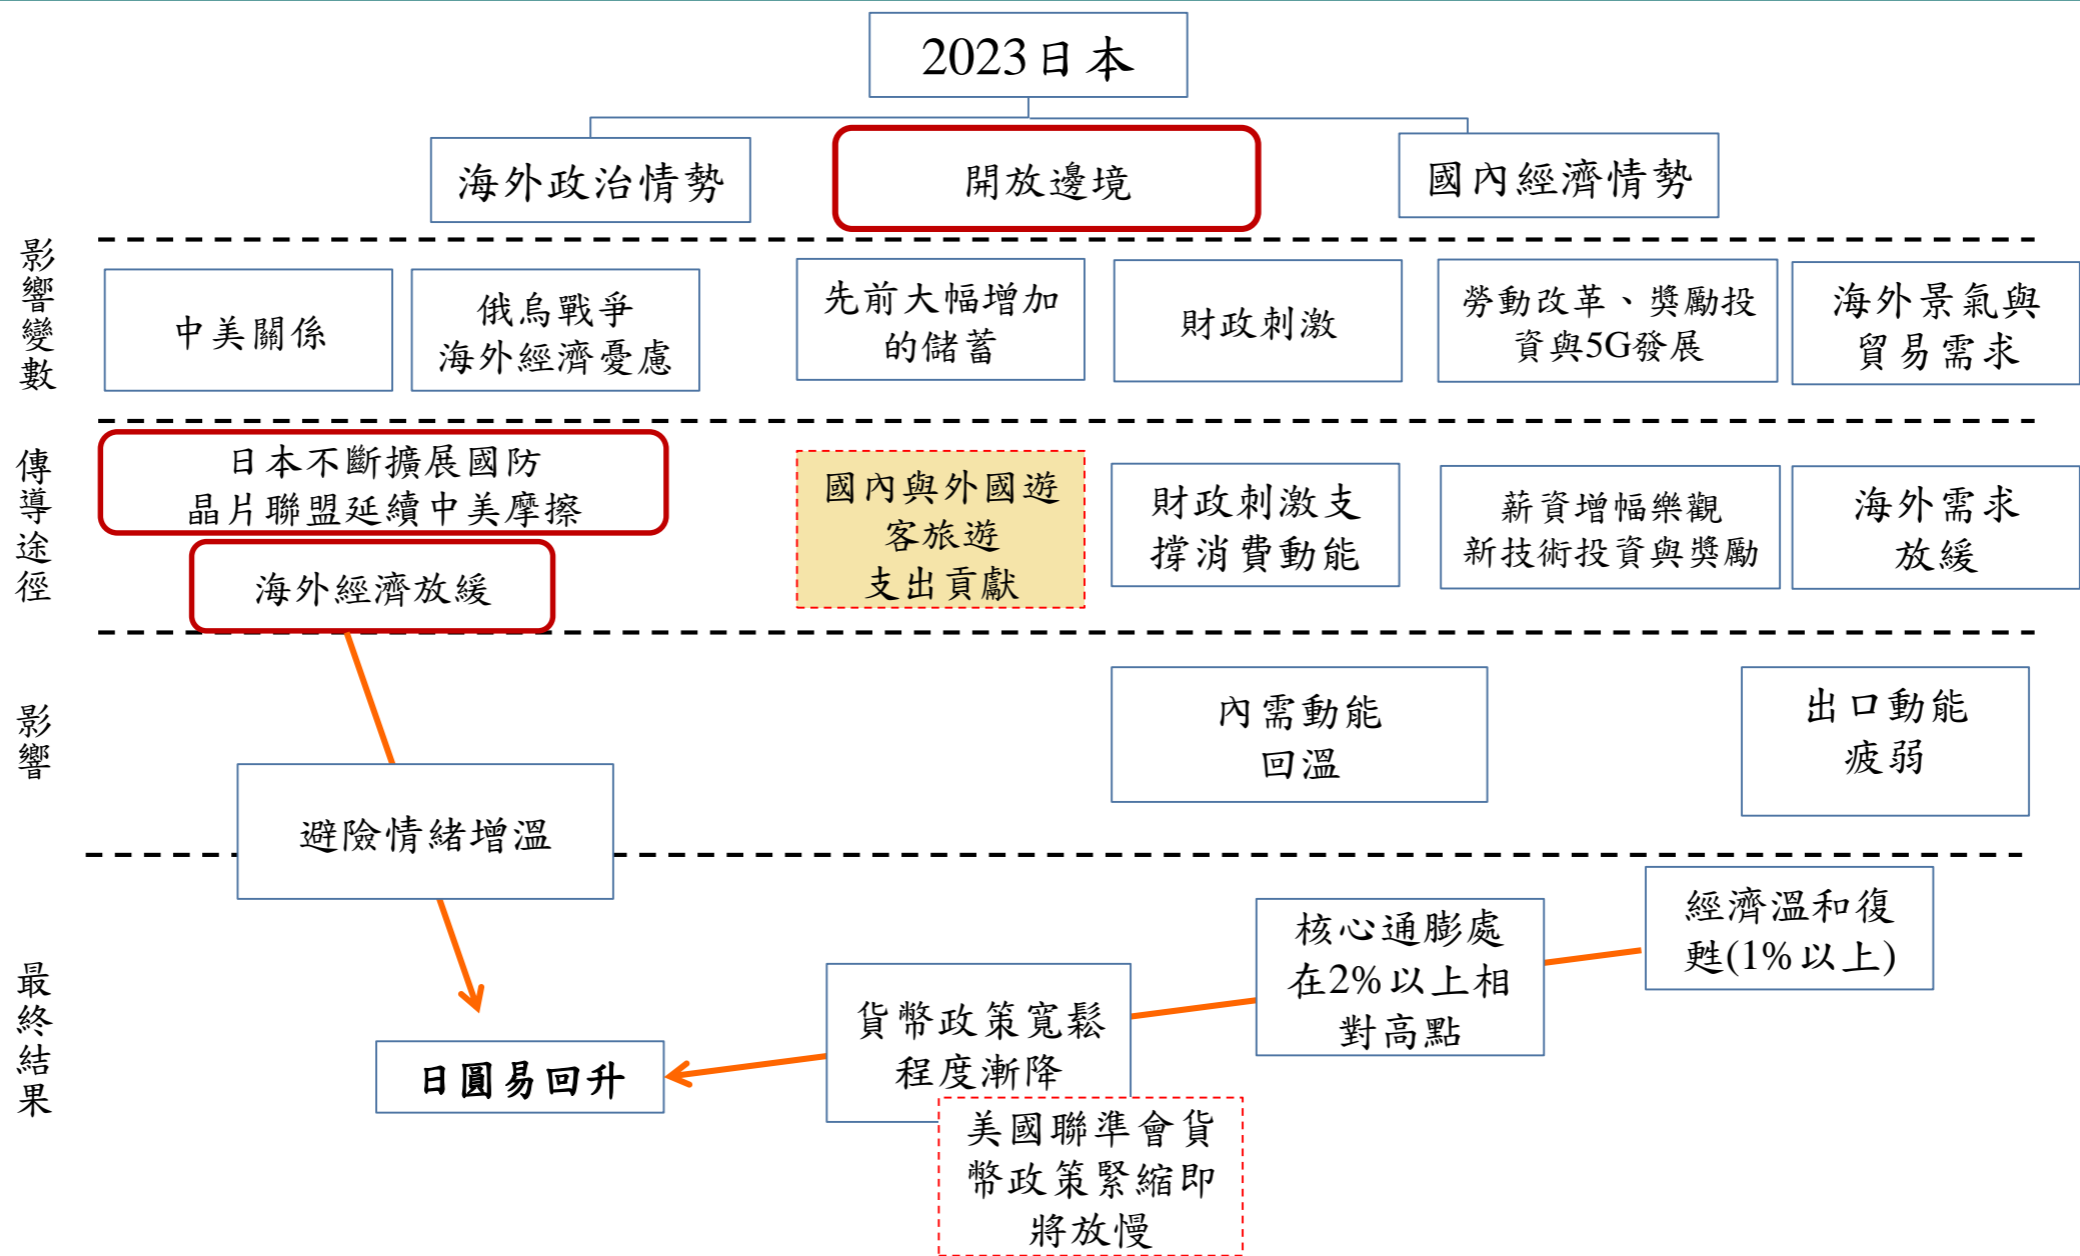 2023日本
海外政治情勢
開放邊境
國內經濟情勢
影響變數
中美關係
俄烏戰爭
海外經濟憂慮
先前大幅增加
的儲蓄
財政刺激
勞動改革、獎勵投
資與5G發展
海外景氣與
貿易需求
傳導途徑
日本不斷擴展國防
晶片聯盟延續中美摩擦
海外經濟放緩
國內與外國遊
客旅遊
支出貢獻
財政刺激支
撐消費動能
薪資增幅樂觀
新技術投資與獎勵
海外需求
放緩
影響
避險情緒增溫
內需動能
回溫
出口動能
疲弱
最終結果
日圓易回升
貨幣政策寬鬆
程度漸降
美國聯準會貨
幣政策緊縮即
將放慢
核心通膨處
在2%以上相
對高點
經濟溫和復
甦(1%以上)